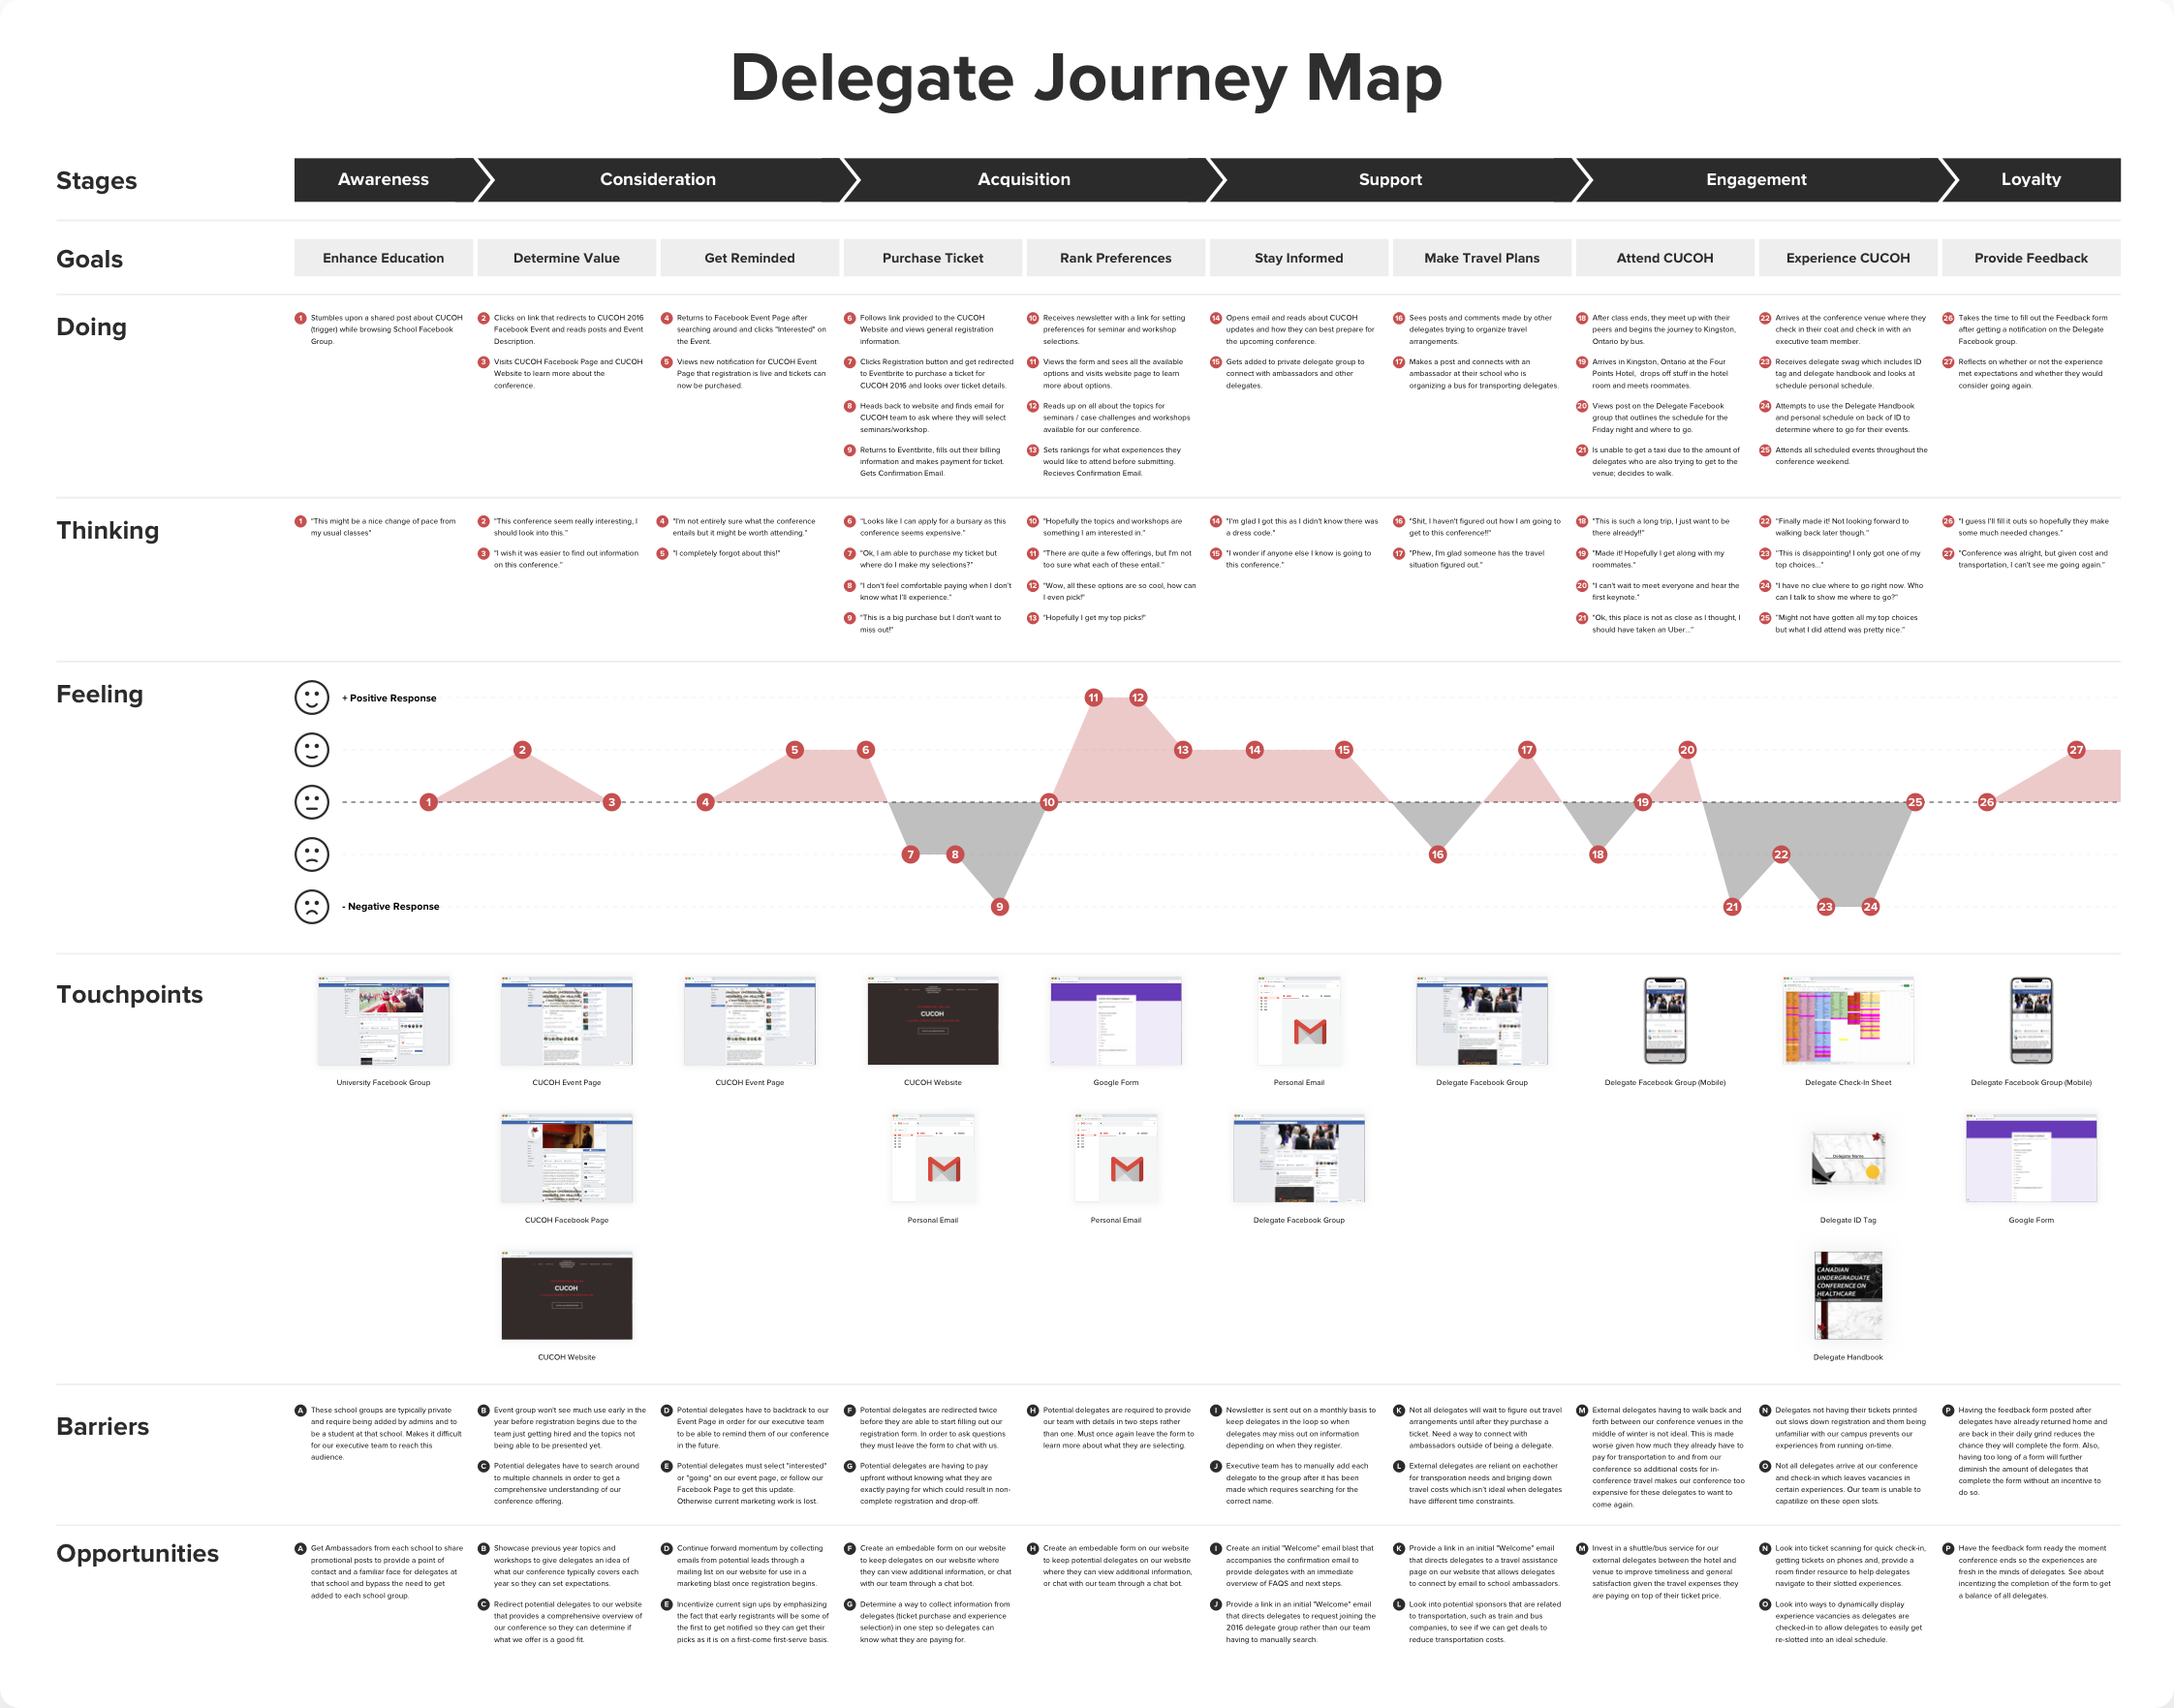 Delegate Journey Map
Stages
Awareness
Consideration
Acquisition
Support
Engagement
Loyalty
Goals
Enhance Education
Determine Value
Get Reminded
Purchase Ticket
Rank Preferences
Stay Informed
Make Travel Plans
Attend CUCOH
Experience CUCOH
Provide Feedback
Doing
1 Stumbles upon a shared post about CUCOH
(trigger) while browsing School Facebook
Group.
2 Clicks on link that redirects to CUCOH 2016
Facebook Event and reads posts and Event
Description.
3 Visits CUCOH Facebook Page and CUCOH
Website to learn more about the
conference.
4 Returns to Facebook Event Page after
searching around and clicks "Interested" on
the Event.
5 Views new notification for CUCOH Event
Page that registration is live and tickets can
now be purchased.
6 Follows link provided to the CUCOH
Website and views general registration
information.
7 Clicks Registration button and get redirected
to Eventbrite to purchase a ticket for
CUCOH 2016 and looks over ticket details.
8 Heads back to website and finds email for
CUCOH team to ask where they will select
seminars/workshop.
9 Returns to Eventbrite, fills out their billing
information and makes payment for ticket.
Gets Confirmation Email.
10 Receives newsletter with a link for setting
preferences for seminar and workshop
selections.
11 Views the form and sees all the available
options and visits website page to learn
more about options.
12 Reads up on all about the topics for
seminars / case challenges and workshops
available for our conference.
13 Sets rankings for what experiences they
would like to attend before submitting.
Recieves Confirmation Email.
14 Opens email and reads about CUCOH
updates and how they can best prepare for
the upcoming conference.
15 Gets added to private delegate group to
connect with ambassadors and other
delegates.
16 Sees posts and comments made by other
delegates trying to organize travel
arrangements.
17 Makes a post and connects with an
ambassador at their school who is
organizing a bus for transporting delegates.
18 After class ends, they meet up with their
peers and begins the journey to Kingston,
Ontario by bus.
19 Arrives in Kingston, Ontario at the Four
Points Hotel, drops off stuff in the hotel
room and meets roommates.
20 Views post on the Delegate Facebook
group that outlines the schedule for the
Friday night and where to go.
21 Is unable to get a taxi due to the amount of
delegates who are also trying to get to the
venue; decides to walk.
22 Arrives at the conference venue where they
check in their coat and check in with an
executive team member.
23 Receives delegate swag which includes ID
tag and delegate handbook and looks at
schedule personal schedule.
24 Attempts to use the Delegate Handbook
and personal schedule on back of ID to
determine where to go for their events.
25 Attends all scheduled events throughout the
conference weekend.
26 Takes the time to fill out the Feedback form
after getting a notification on the Delegate
Facebook group.
27 Reflects on whether or not the experience
met expectations and whether they would
consider going again.
Thinking
1 "This might be a nice change of pace from
my usual classes"
2 "This conference seem really interesting, I
should look into this."
3 "I wish it was easier to find out information
on this conference."
4 "I'm not entirely sure what the conference
entails but it might be worth attending."
5 "I completely forgot about this!"
6 "Looks like I can apply for a bursary as this
conference seems expensive."
7 "Ok, I am able to purchase my ticket but
where do I make my selections?"
8 "I don't feel comfortable paying when I don't
know what I'll experience."
9 "This is a big purchase but I don't want to
miss out!"
10 "Hopefully the topics and workshops are
something I am interested in."
11 "There are quite a few offerings, but I'm not
too sure what each of these entail."
12 "Wow, all these options are so cool, how can
I even pick!"
13 "Hopefully I get my top picks!"
14 "I'm glad I got this as I didn't know there was
a dress code."
15 "I wonder if anyone else I know is going to
this conference."
16 "Shit, I haven't figured out how I am going to
get to this conference!!"
17 "Phew, I'm glad someone has the travel
situation figured out."
18 "This is such a long trip, I just want to be
there already!!"
19 "Made it! Hopefully I get along with my
roommates."
20 "I can't wait to meet everyone and hear the
first keynote."
21 "Ok, this place is not as close as I thought, I
should have taken an Uber..."
22 "Finally made it! Not looking forward to
walking back later though."
23 "This is disappointing! I only got one of my
top choices..."
24 "I have no clue where to go right now. Who
can I talk to show me where to go?"
25 "Might not have gotten all my top choices
but what I did attend was pretty nice."
26 "I guess I'll fill it outs so hopefully they make
some much needed changes."
27 "Conference was alright, but given cost and
transportation, I can't see me going again."
Feeling
+ Positive Response
- Negative Response
1
2
3
4
5
6
7
8
9
10
11
12
13
14
15
16
17
18
19
20
21
22
23
24
25
26
27
Touchpoints
University Facebook Group
CUCOH Event Page
CUCOH Event Page
CUCOH
CUCOH Website
Google Form
Personal Email
Delegate Facebook Group
Delegate Facebook Group (Mobile)
Delegate Check-In Sheet
Delegate Facebook Group (Mobile)
CUCOH Facebook Page
Personal Email
Personal Email
Delegate Facebook Group
Delegate Name
Delegate ID Tag
Google Form
CUCOH
CUCOH Website
CANADIAN
UNDERGRADUATE
CONFERENCE ON
HEALTHCARE
Delegate Handbook
Barriers
A These school groups are typically private
and require being added by admins and to
be a student at that school. Makes it difficult
for our executive team to reach this
audience.
B Event group won't see much use early in the
year before registration begins due to the
team just getting hired and the topics not
being able to be presented yet.
C Potential delegates have to search around
to multiple channels in order to get a
comprehensive understanding of our
conference offering.
D Potential delegates have to backtrack to our
Event Page in order for our executive team
to be able to remind them of our conference
in the future.
E Potential delegates must select "interested"
or "going" on our event page, or follow our
Facebook Page to get this update.
Otherwise current marketing work is lost.
F Potential delegates are redirected twice
before they are able to start filling out our
registration form. In order to ask questions
they must leave the form to chat with us.
G Potential delegates are having to pay
upfront without knowing what they are
exactly paying for which could result in non-
complete registration and drop-off.
H Potential delegates are required to provide
our team with details in two steps rather
than one. Must once again leave the form to
learn more about what they are selecting.
I Newsletter is sent out on a monthly basis to
keep delegates in the loop so when
delegates may miss out on information
depending on when they register.
J Executive team has to manually add each
delegate to the group after it has been
made which requires searching for the
correct name.
K Not all delegates will wait to figure out travel
arrangements until after they purchase a
ticket. Need a way to connect with
ambassadors outside of being a delegate.
L External delegates are reliant on eachother
for transporation needs and briging down
travel costs which isn't ideal when delegates
have different time constraints.
M External delegates having to walk back and
forth between our conference venues in the
middle of winter is not ideal. This is made
worse given how much they already have to
pay for transportation to and from our
conference so additional costs for in-
conference travel makes our conference too
expensive for these delegates to want to
come again.
N Delegates not having their tickets printed
out slows down registration and them being
unfamiliar with our campus prevents our
experiences from running on-time.
O Not all delegates arrive at our conference
and check-in which leaves vacancies in
certain experiences. Our team is unable to
capatilize on these open slots.
P Having the feedback form posted after
delegates have already returned home and
are back in their daily grind reduces the
chance they will complete the form. Also,
having too long of a form will further
diminish the amount of delegates that
complete the form without an incentive to
do so.
Opportunities
A Get Ambassadors from each school to share
promotional posts to provide a point of
contact and a familiar face for delegates at
that school and bypass the need to get
added to each school group.
B Showcase previous year topics and
workshops to give delegates an idea of
what our conference typically covers each
year so they can set expectations.
C Redirect potential delegates to our website
that provides a comprehensive overview of
our conference so they can determine if
what we offer is a good fit.
D Continue forward momentum by collecting
emails from potential leads through a
mailing list on our website for use in a
marketing blast once registration begins.
E Incentivize current sign ups by emphasizing
the fact that early registrants will be some of
the first to get notified so they can get their
picks as it is on a first-come first-serve basis.
F Create an embedable form on our website
to keep delegates on our website where
they can view additional information, or chat
with our team through a chat bot.
G Determine a way to collect information from
delegates (ticket purchase and experience
selection) in one step so delegates can
know what they are paying for.
H Create an embedable form on our website
to keep potential delegates on our website
where they can view additional information,
or chat with our team through a chat bot.
I Create an initial "Welcome" email blast that
accompanies the confirmation email to
provide delegates with an immediate
overview of FAQS and next steps.
J Provide a link in an initial "Welcome" email
that directs delegates to request joining the
2016 delegate group rather than our team
having to manually search.
K Provide a link in an initial "Welcome" email
that directs delegates to a travel assistance
page on our website that allows delegates
to connect by email to school ambassadors.
L Look into potential sponsors that are related
to transportation, such as train and bus
companies, to see if we can get deals to
reduce transportation costs.
M Invest in a shuttle/bus service for our
external delegates between the hotel and
venue to improve timeliness and general
satisfaction given the travel expenses they
are paying on top of their ticket price.
N Look into ticket scanning for quick check-in,
getting tickets on phones and, provide a
room finder resource to help delegates
navigate to their slotted experiences.
O Look into ways to dynamically display
experience vacancies as delegates are
checked-in to allow delegates to easily get
re-slotted into an ideal schedule.
P Have the feedback form ready the moment
conference ends so the experiences are
fresh in the minds of delegates. See about
incentizing the completion of the form to get
a balance of all delegates.